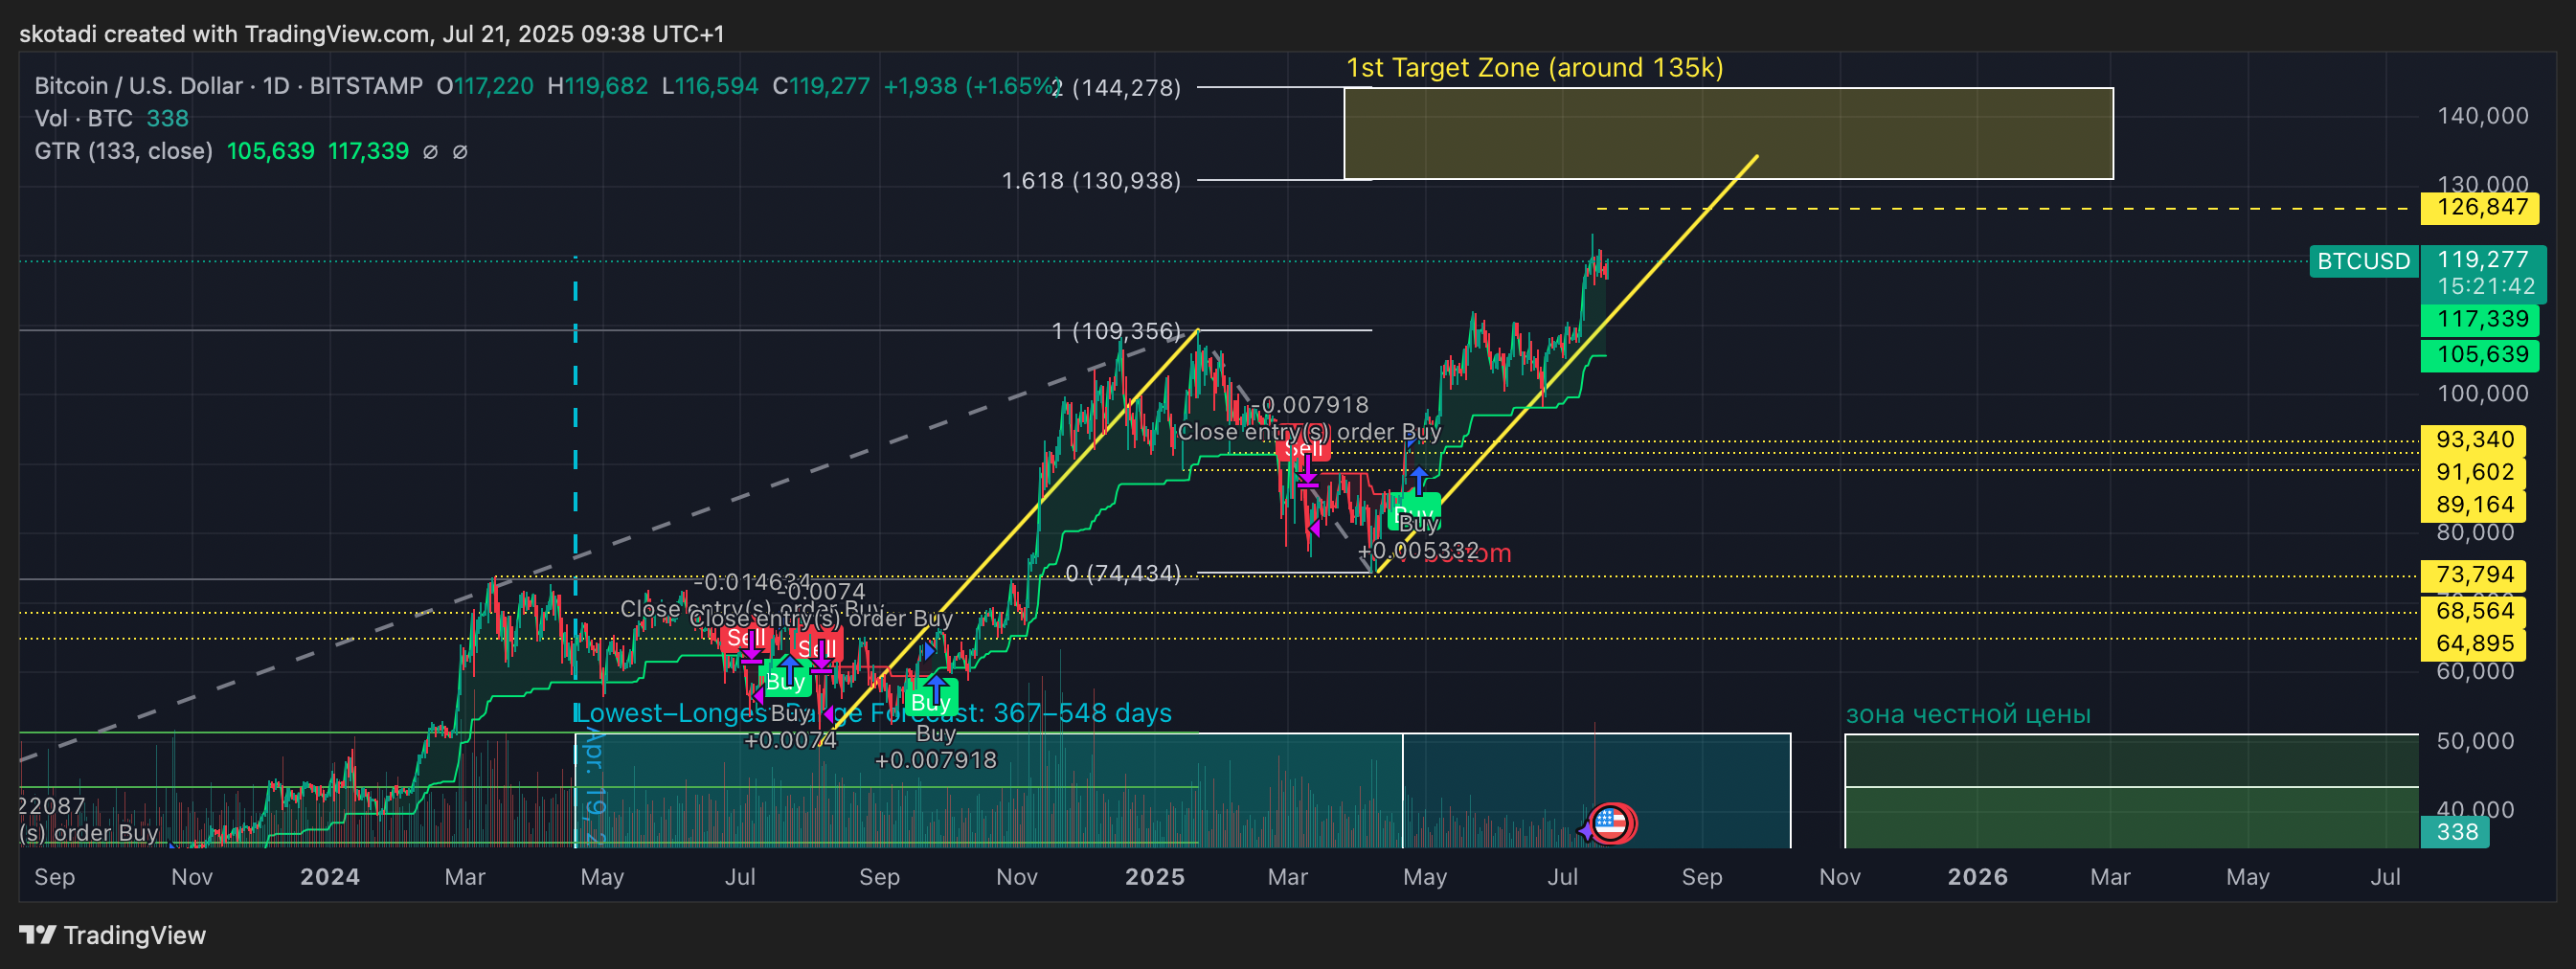 skotadi created with TradingView.com, Jul 21, 2025 09:38 UTC+1
Bitcoin / U.S. Dollar · 1D · BITSTAMP O117,220 H119,682 L116,594 C119,277 +1,938 (+1.65%)
Vol · BTC 338
GTR (133, close) 105,639 117,339 ∅ ∅
1st Target Zone (around 135k)
2 (144,278)
1.618 (130,938)
1 (109,356)
0 (74,434)
140,000
130,000
126,847
BTCUSD 119,277
15:21:42
117,339
105,639
100,000
93,340
91,602
89,164
80,000
73,794
68,564
64,895
60,000
50,000
40,000
338
-0.007918
Close entry(s) order Buy
Sell
Buy
Buy
+0.005332
bottom
-0.014634
-0.0074
Close entry(s) order Buy
Close entry(s) order Buy
Sell
Sell
Buy
Buy
+0.0074
Buy
Buy
+0.007918
Lowest–Longest Range Forecast: 367–548 days
Apr. 19, 2
зона честной цены
22087
(s) order Buy
Sep Nov 2024 Mar May Jul Sep Nov 2025 Mar May Jul Sep Nov 2026 Mar May Jul
TradingView